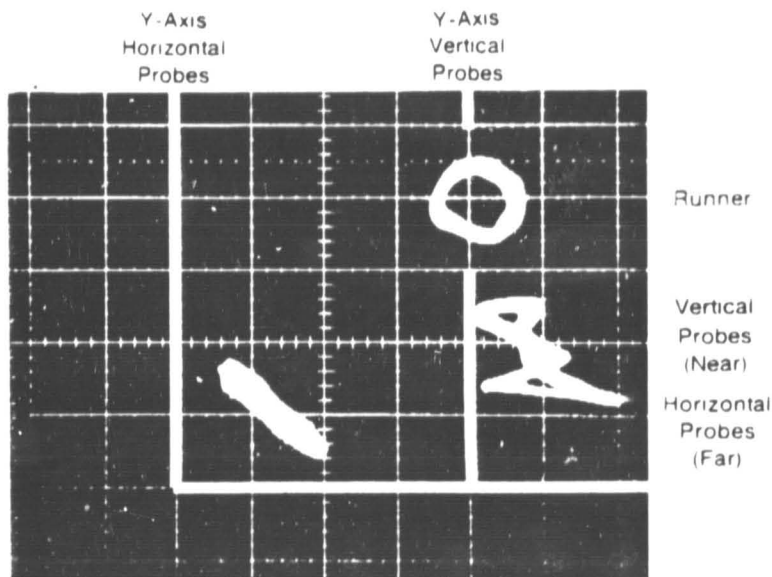 Y-Axis
Horizontal
Probes
Y-Axis
Vertical
Probes
Runner
Vertical
Probes
(Near)
Horizontal
Probes
(Far)